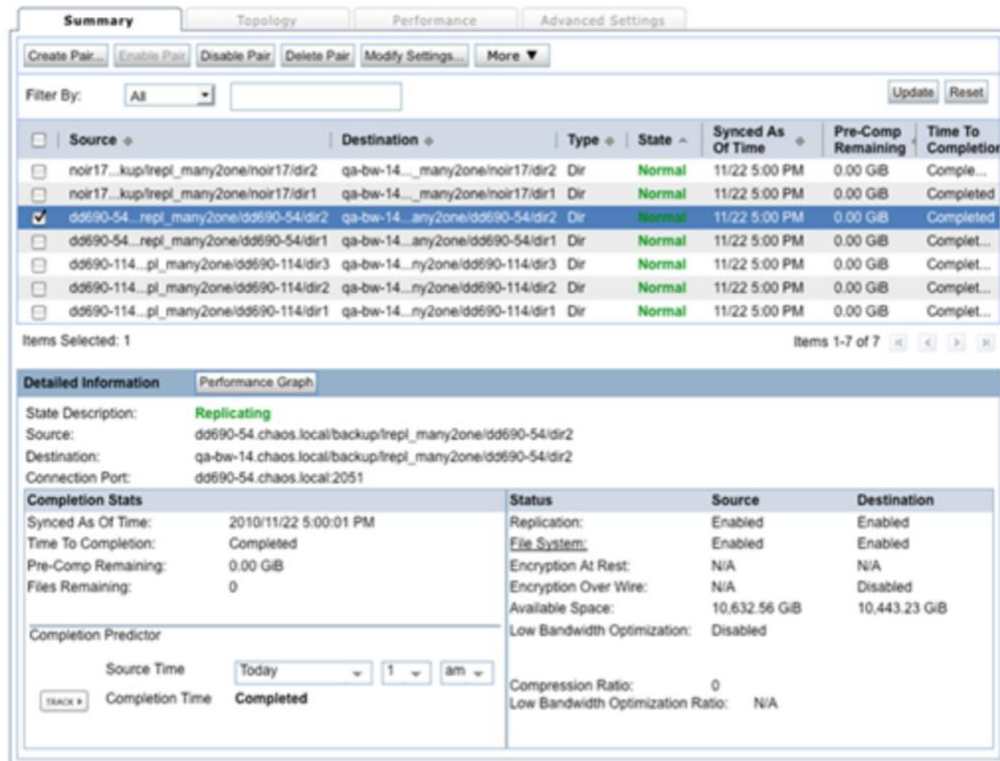 Summary Topology Performance Advanced Settings
Create Pair... Enable Pair Disable Pair Delete Pair Modify Settings... More ▼
Filter By: All Update Reset
Source Destination Type State Synced As Of Time Pre-Comp Remaining Time To Completion
noir17...kup/lrepl_many2one/noir17/dir2 qa-bw-14..._many2one/noir17/dir2 Dir Normal 11/22 5:00 PM 0.00 GiB Comple...
noir17...kup/lrepl_many2one/noir17/dir1 qa-bw-14..._many2one/noir17/dir1 Dir Normal 11/22 5:00 PM 0.00 GiB Completed
dd690-54...repl_many2one/dd690-54/dir2 qa-bw-14...any2one/dd690-54/dir2 Dir Normal 11/22 5:00 PM 0.00 GiB Completed
dd690-54...repl_many2one/dd690-54/dir1 qa-bw-14...any2one/dd690-54/dir1 Dir Normal 11/22 5:00 PM 0.00 GiB Complet...
dd690-114...pl_many2one/dd690-114/dir3 qa-bw-14...ny2one/dd690-114/dir3 Dir Normal 11/22 5:00 PM 0.00 GiB Complet...
dd690-114...pl_many2one/dd690-114/dir2 qa-bw-14...ny2one/dd690-114/dir2 Dir Normal 11/22 5:00 PM 0.00 GiB Complet...
dd690-114...pl_many2one/dd690-114/dir1 qa-bw-14...ny2one/dd690-114/dir1 Dir Normal 11/22 5:00 PM 0.00 GiB Complet...
Items Selected: 1 Items 1-7 of 7
Detailed Information Performance Graph
State Description: Replicating
Source: dd690-54.chaos.local/backup/lrepl_many2one/dd690-54/dir2
Destination: qa-bw-14.chaos.local/backup/lrepl_many2one/dd690-54/dir2
Connection Port: dd690-54.chaos.local:2051
Completion Stats
Synced As Of Time: 2010/11/22 5:00:01 PM
Time To Completion: Completed
Pre-Comp Remaining: 0.00 GiB
Files Remaining: 0
Completion Predictor
Source Time Today 1 am
TRACK Completion Time Completed
Status Source Destination
Replication: Enabled Enabled
File System: Enabled Enabled
Encryption At Rest: N/A N/A
Encryption Over Wire: N/A Disabled
Available Space: 10,632.56 GiB 10,443.23 GiB
Low Bandwidth Optimization: Disabled
Compression Ratio: 0
Low Bandwidth Optimization Ratio: N/A